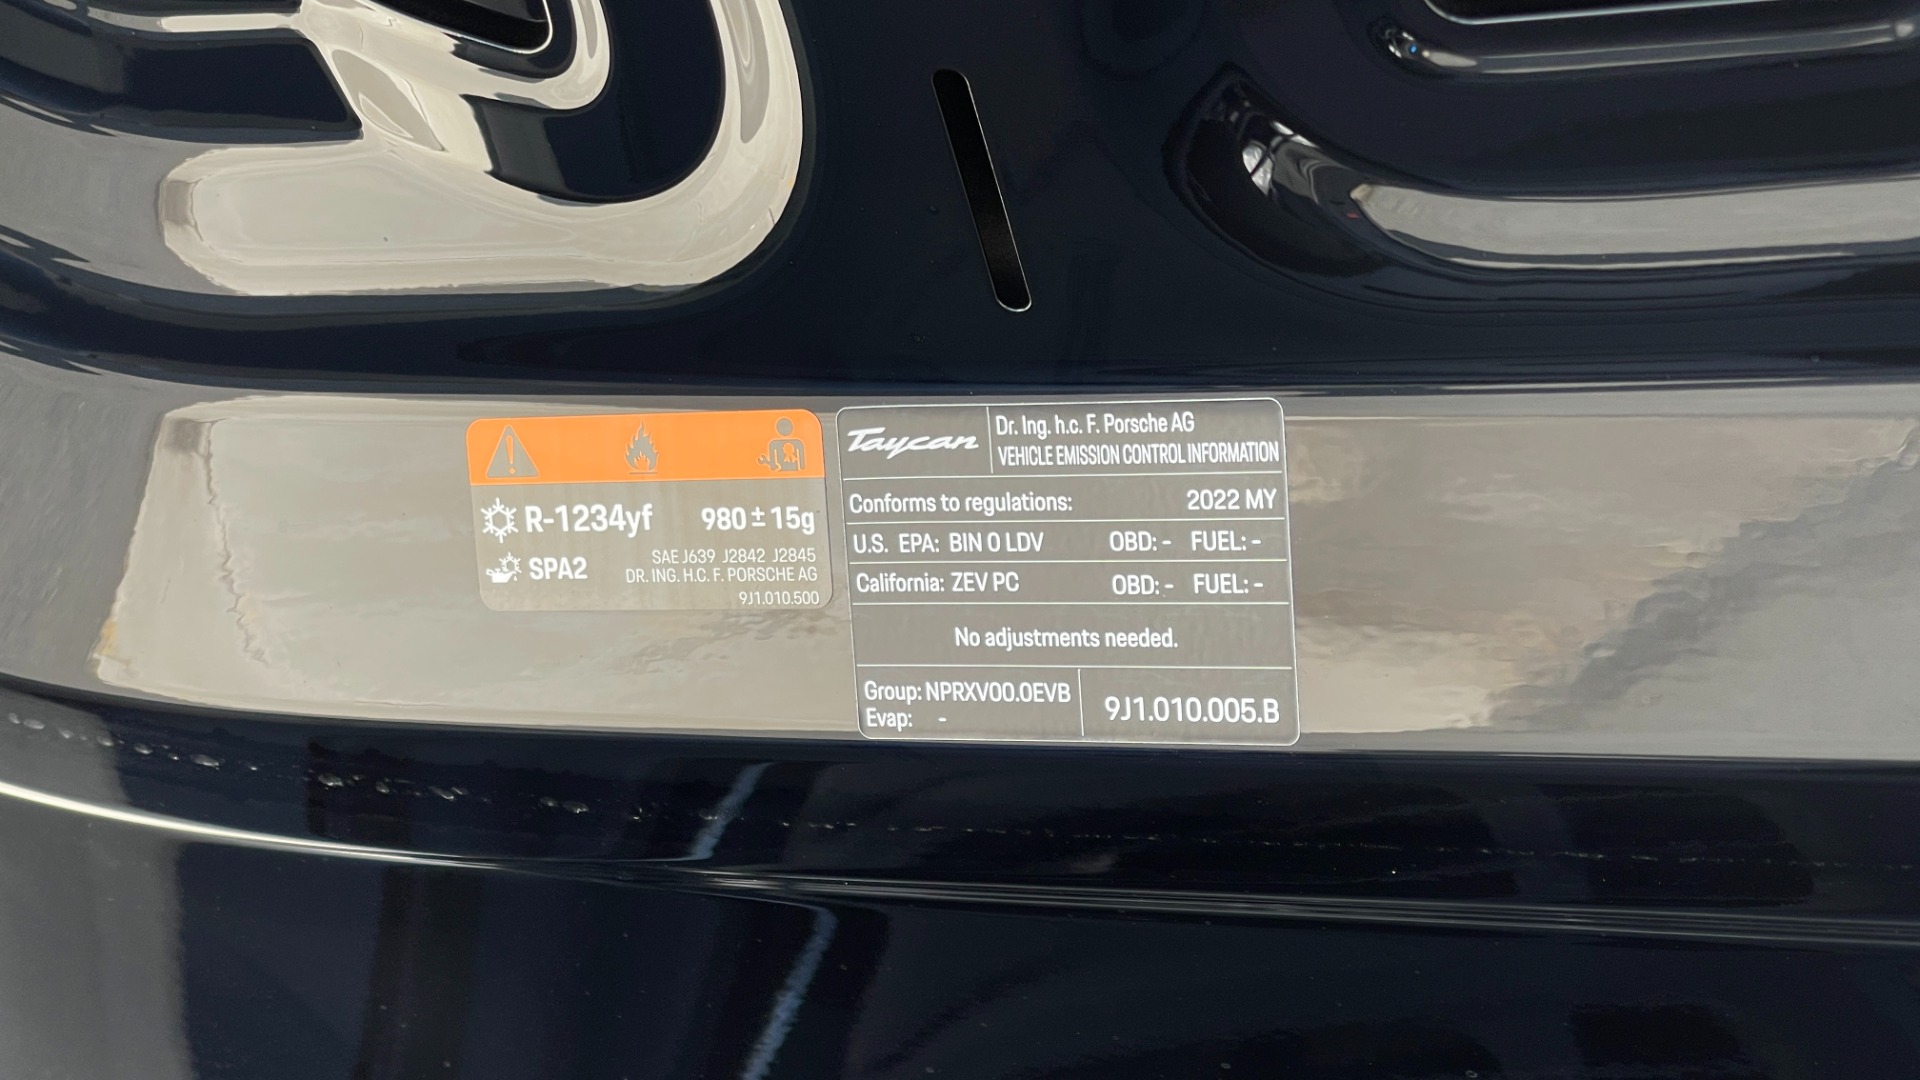 R-1234yf 980 ± 15g
SPA2
SAE J639 J2842 J2845
DR. ING. H.C. F. PORSCHE AG
9J1.010.500
Taycan
Dr. Ing. h.c. F. Porsche AG
VEHICLE EMISSION CONTROL INFORMATION
Conforms to regulations: 2022 MY
U.S. EPA: BIN 0 LDV OBD: - FUEL: -
California: ZEV PC OBD: - FUEL: -
No adjustments needed.
Group: NPRXV00.0EVB
Evap: -
9J1.010.005.B